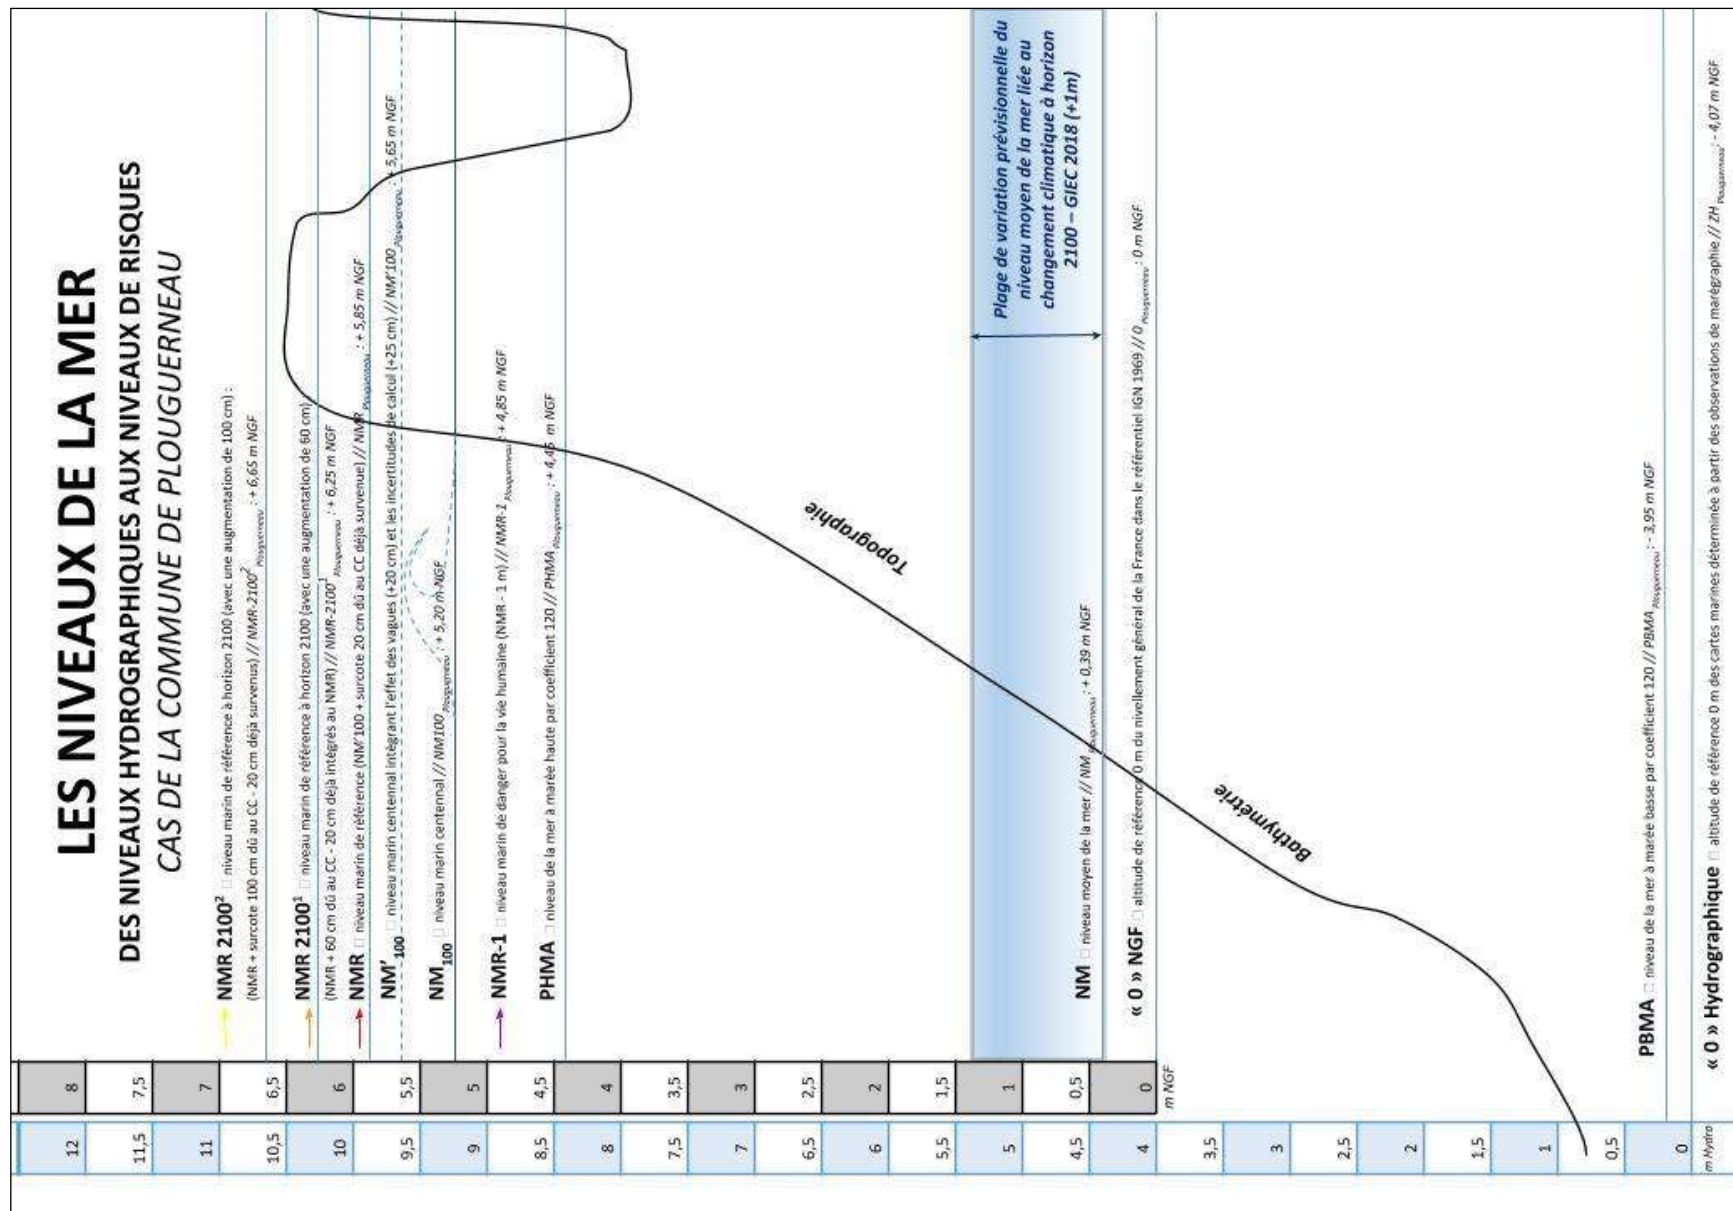 LES NIVEAUX DE LA MER
DES NIVEAUX HYDROGRAPHIQUES AUX NIVEAUX DE RISQUES
CAS DE LA COMMUNE DE PLOUGUERNEAU
NMR 2100² □ niveau marin de référence à horizon 2100 (avec une augmentation de 100 cm) :
(NMR + surcote 100 cm dû au CC - 20 cm déjà survenus) // NMR-2100² Plouguerneau : + 6,65 m NGF
NMR 2100¹ □ niveau marin de référence à horizon 2100 (avec une augmentation de 60 cm)
(NMR + 60 cm dû au CC - 20 cm déjà intégrés au NMR) // NMR-2100¹ Plouguerneau : + 6,25 m NGF
NMR □ niveau marin de référence (NM'100 + surcote 20 cm dû au CC déjà survenue) // NMR Plouguerneau : + 5,85 m NGF
NM'100 □ niveau marin centennal intégrant l'effet des vagues (+20 cm) et les incertitudes de calcul (+25 cm) // NM'100 Plouguerneau : + 5,65 m NGF
NM100 □ niveau marin centennal // NM100 Plouguerneau : + 5,20 m NGF
NMR-1 □ niveau marin de danger pour la vie humaine (NMR - 1 m) // NMR-1 Plouguerneau : + 4,85 m NGF
PHMA □ niveau de la mer à marée haute par coefficient 120 // PHMA Plouguerneau : + 4,45 m NGF
Topographie
Plage de variation prévisionnelle du
niveau moyen de la mer liée au
changement climatique à horizon
2100 – GIEC 2018 (+1m)
NM □ niveau moyen de la mer // NM Plouguerneau : + 0,39 m NGF
« 0 » NGF □ altitude de référence 0 m du nivellement général de la France dans le référentiel IGN 1969 // 0 Plouguerneau : 0 m NGF
Bathymétrie
PBMA □ niveau de la mer à marée basse par coefficient 120 // PBMA Plouguerneau : - 3,95 m NGF
« 0 » Hydrographique □ altitude de référence 0 m des cartes marines déterminée à partir des observations de marégraphie // ZH Plouguerneau : - 4,07 m NGF
8
7,5
7
6,5
6
5,5
5
4,5
4
3,5
3
2,5
2
1,5
1
0,5
0
m NGF
12
11,5
11
10,5
10
9,5
9
8,5
8
7,5
7
6,5
6
5,5
5
4,5
4
3,5
3
2,5
2
1,5
1
0,5
0
m Hydro